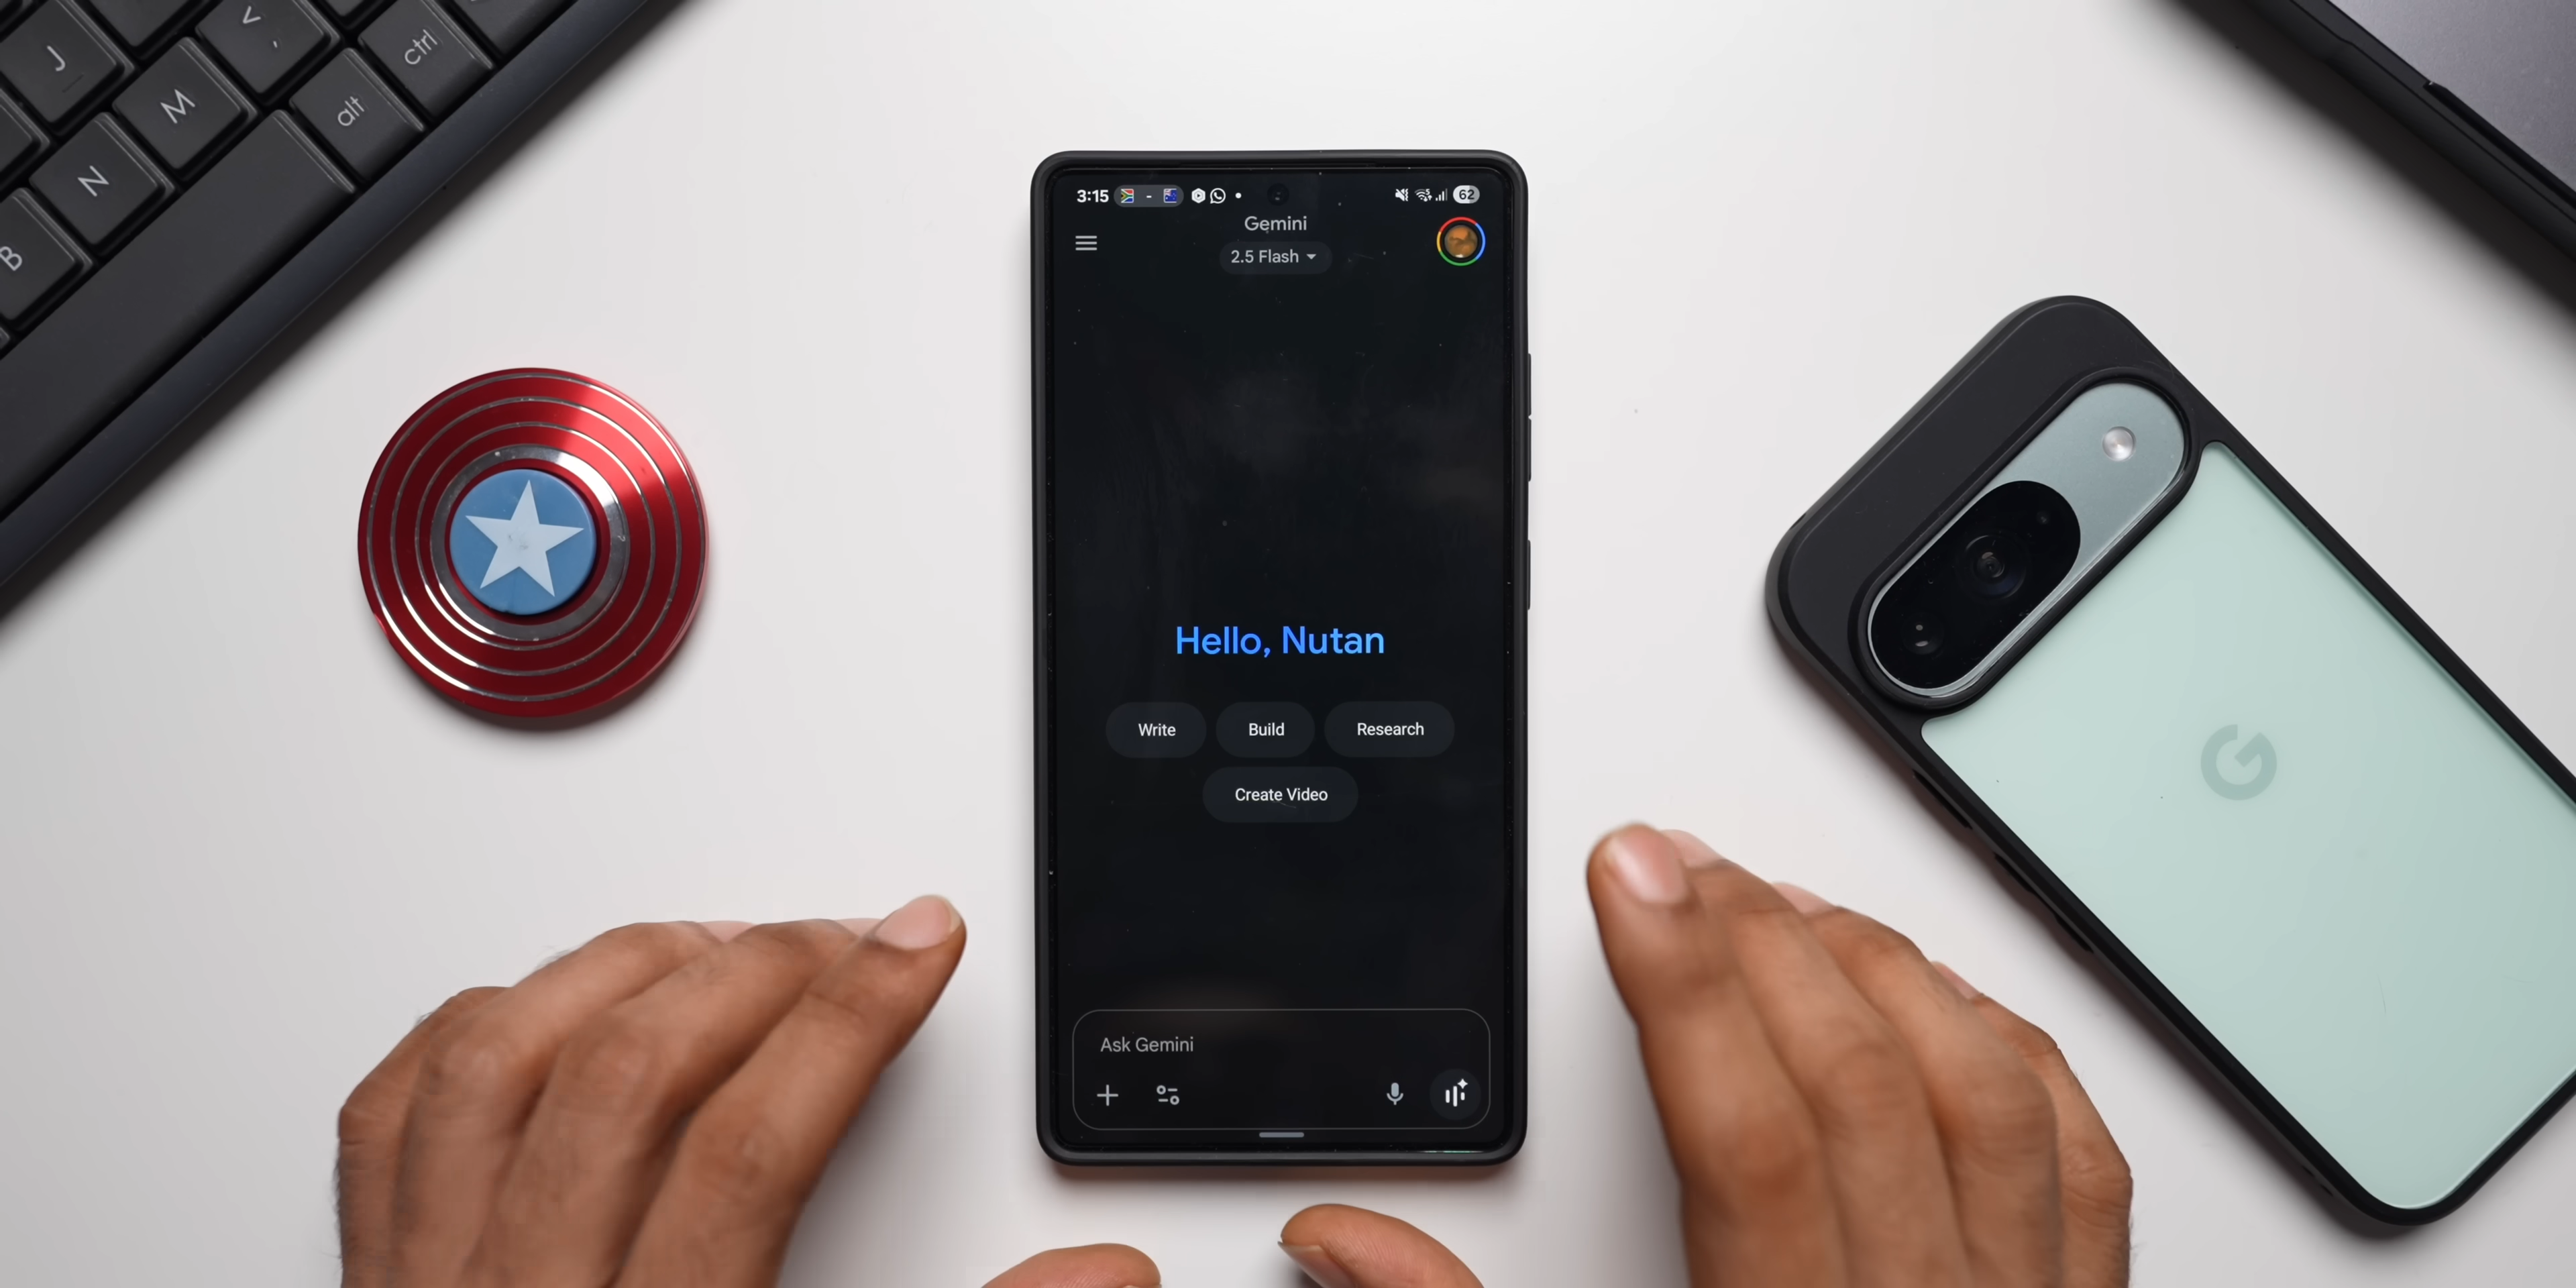 J
<
,
ctrl
M
alt
N
B
3:15
-
62
Gemini
2.5 Flash
Hello, Nutan
Write
Build
Research
Create Video
Ask Gemini
G